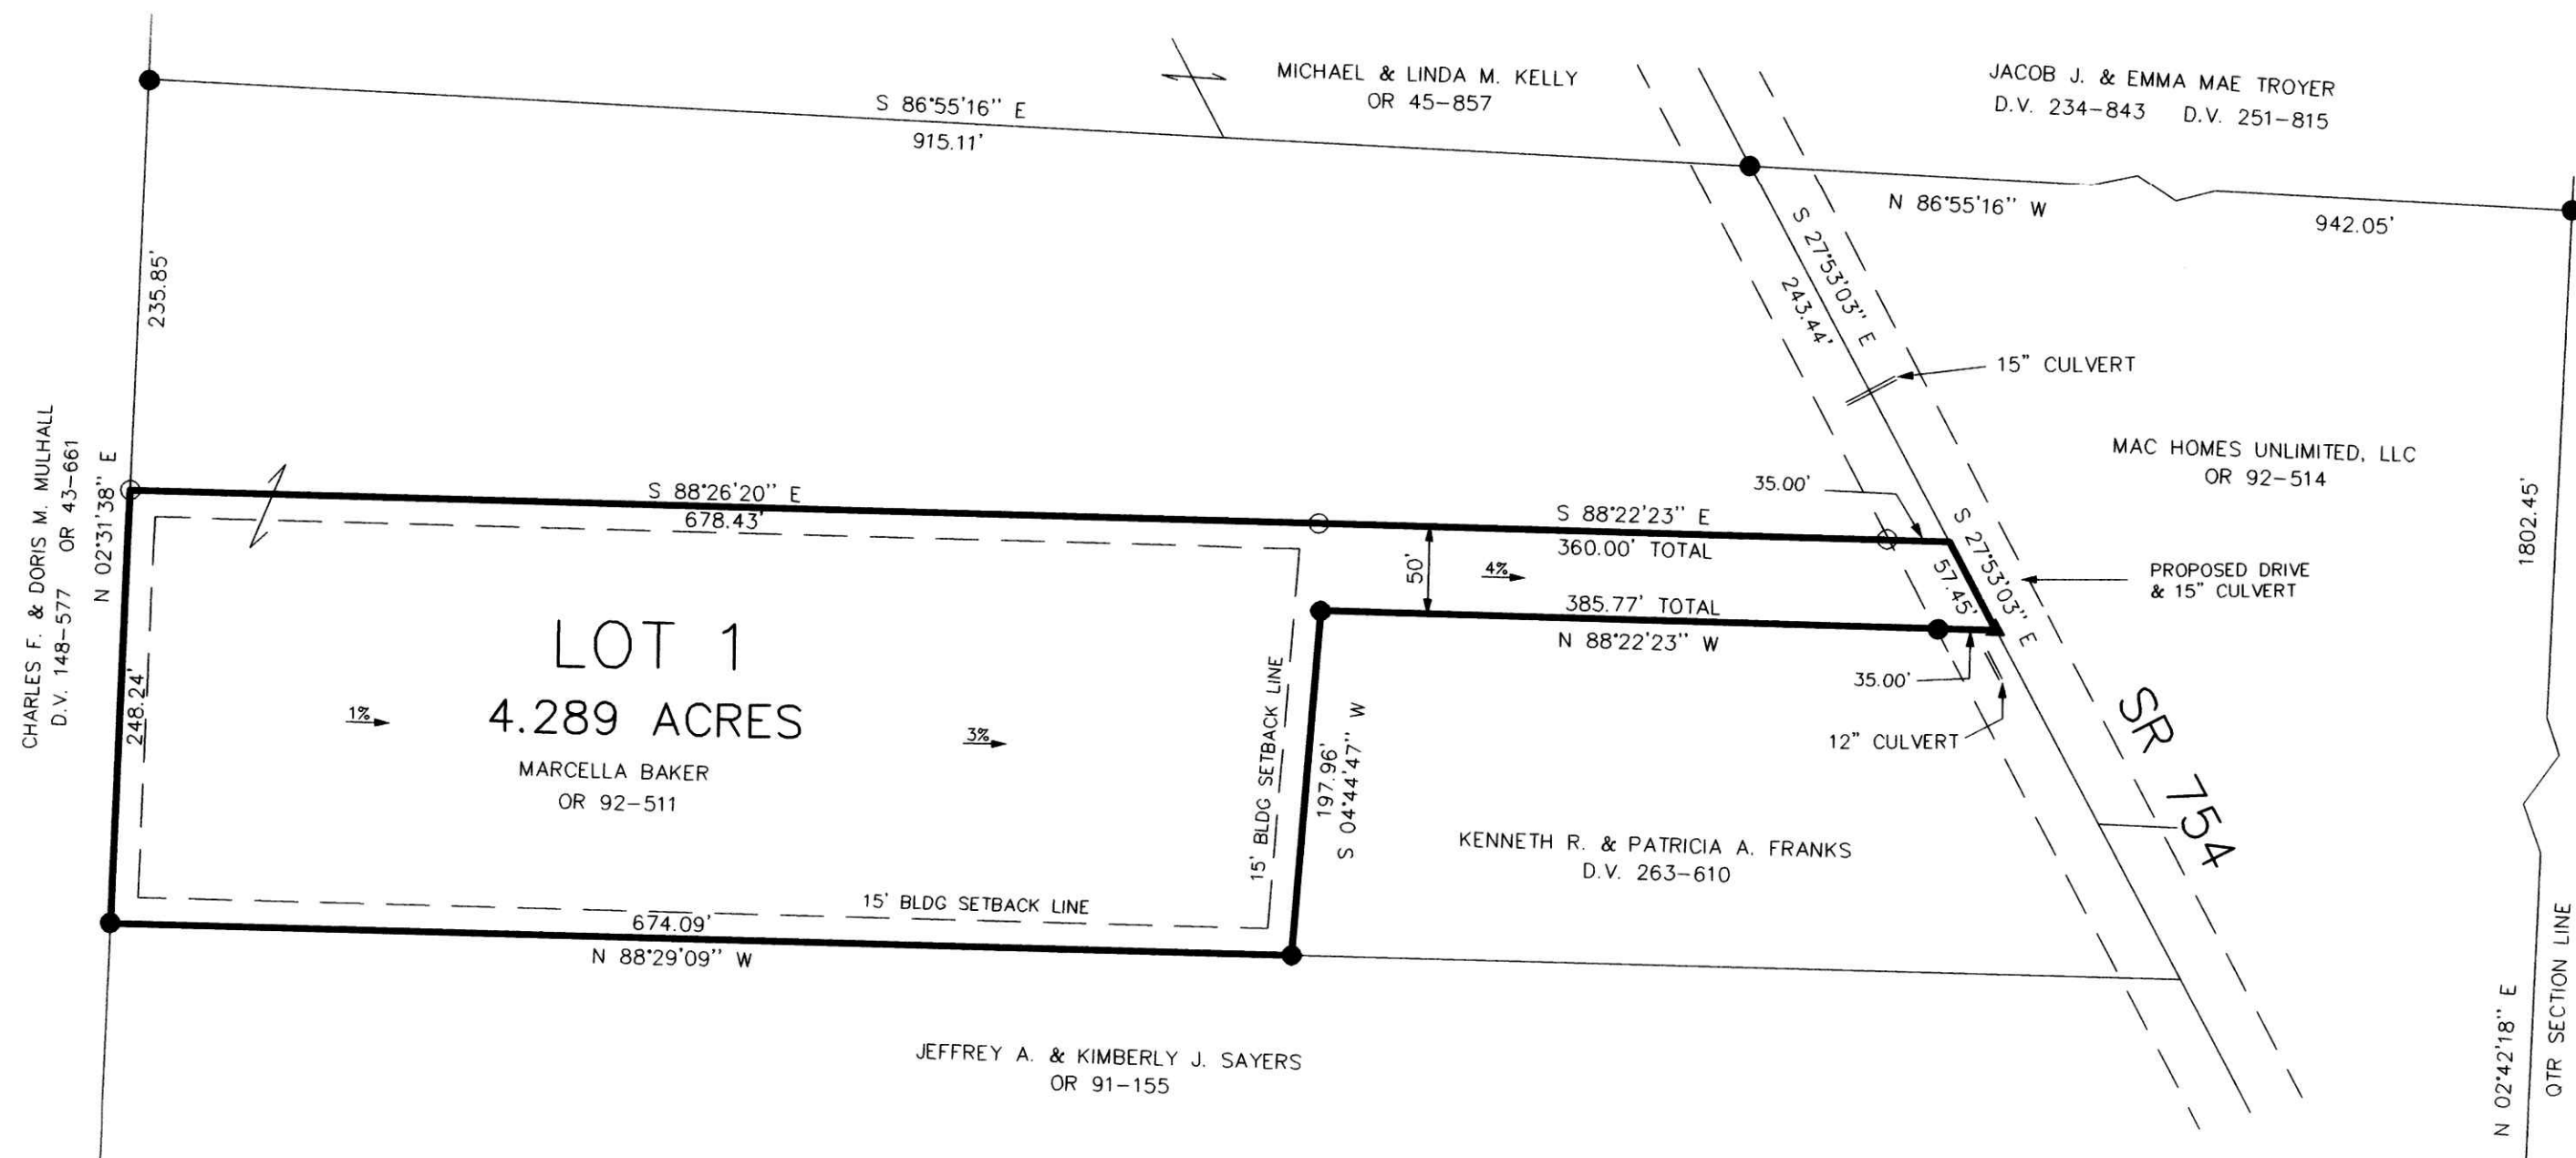 MICHAEL & LINDA M. KELLY
OR 45-857
JACOB J. & EMMA MAE TROYER
D.V. 234-843 D.V. 251-815
S 86°55'16" E
915.11'
N 86°55'16" W
942.05'
235.85'
S 27°53'03" E
243.44'
15" CULVERT
MAC HOMES UNLIMITED, LLC
OR 92-514
1802.45'
CHARLES F. & DORIS M. MULHALL
D.V. 148-577 OR 43-661
N 02°31'38" E
S 88°26'20" E
678.43'
35.00'
S 88°22'23" E
360.00' TOTAL
50'
4%
S 27°53'03" E
57.45'
PROPOSED DRIVE
& 15" CULVERT
385.77' TOTAL
N 88°22'23" W
35.00'
12" CULVERT
SR 754
LOT 1
4.289 ACRES
MARCELLA BAKER
OR 92-511
248.24'
1%
3%
15' BLDG SETBACK LINE
197.96'
S 04°44'47" W
KENNETH R. & PATRICIA A. FRANKS
D.V. 263-610
15' BLDG SETBACK LINE
674.09'
N 88°29'09" W
JEFFREY A. & KIMBERLY J. SAYERS
OR 91-155
N 02°42'18" E
QTR SECTION LINE